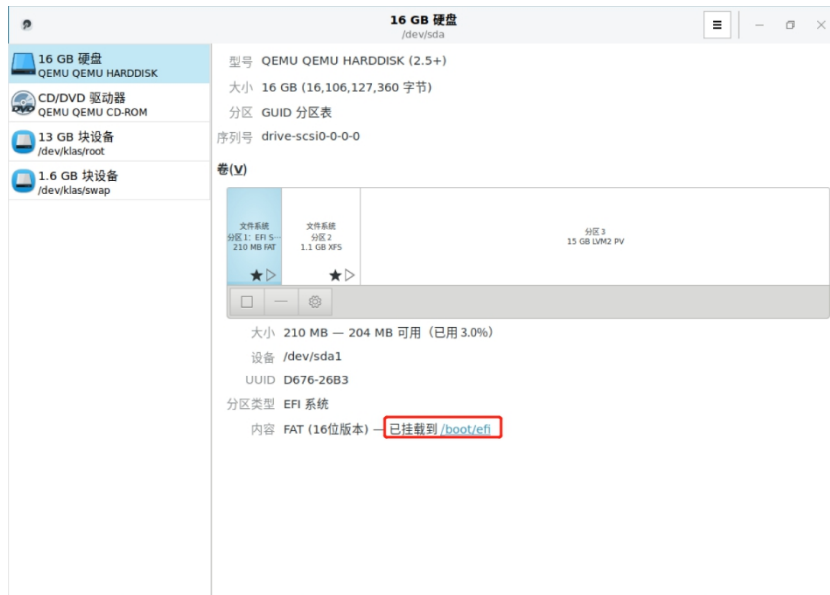 16 GB 硬盘
/dev/sda
16 GB 硬盘
QEMU QEMU HARDDISK
CD/DVD 驱动器
QEMU QEMU CD-ROM
13 GB 块设备
/dev/klas/root
1.6 GB 块设备
/dev/klas/swap
型号 QEMU QEMU HARDDISK (2.5+)
大小 16 GB (16,106,127,360 字节)
分区 GUID 分区表
序列号 drive-scsi0-0-0-0
卷(V)
文件系统
分区 1: EFI S…
210 MB FAT
文件系统
分区 2
1.1 GB XFS
分区 3
15 GB LVM2 PV
大小 210 MB — 204 MB 可用（已用 3.0%）
设备 /dev/sda1
UUID D676-26B3
分区类型 EFI 系统
内容 FAT (16位版本) — 已挂载到 /boot/efi